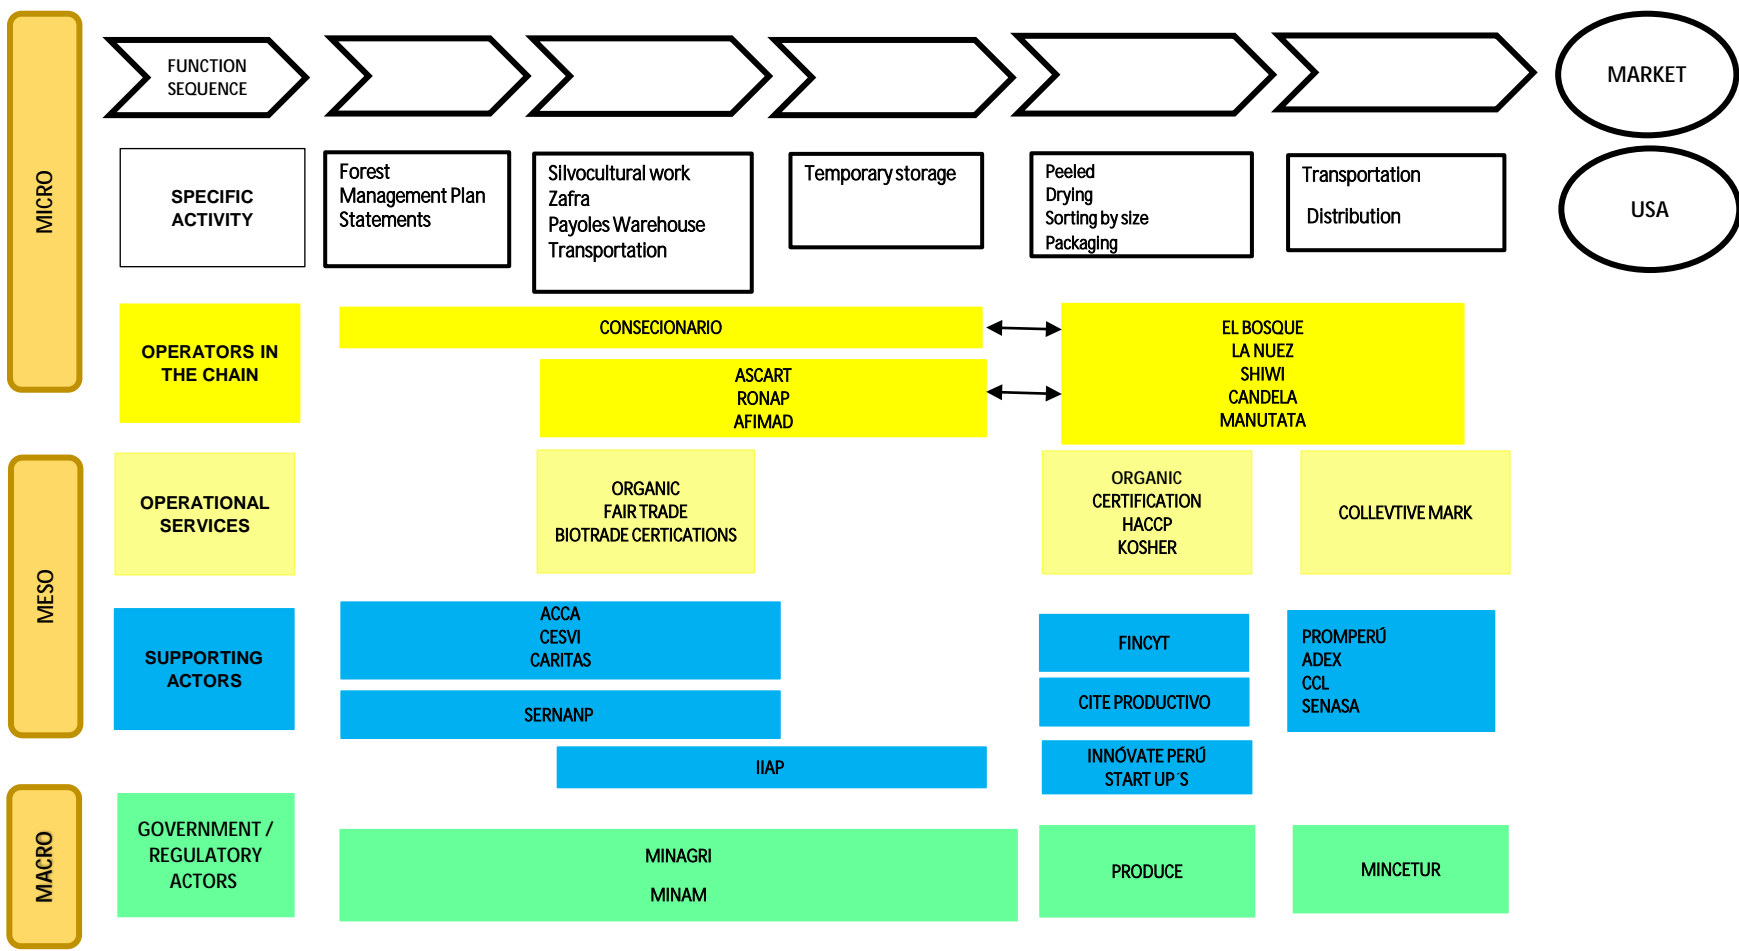 MICRO
FUNCTION
SEQUENCE
MARKET
SPECIFIC
ACTIVITY
Forest
Management Plan
Statements
Silvocultural work
Zafra
Payoles Warehouse
Transportation
Temporary storage
Peeled
Drying
Sorting by size
Packaging
Transportation
Distribution
USA
OPERATORS IN
THE CHAIN
CONSECIONARIO
ASCART
RONAP
AFIMAD
EL BOSQUE
LA NUEZ
SHIWI
CANDELA
MANUTATA
MESO
OPERATIONAL
SERVICES
ORGANIC
FAIR TRADE
BIOTRADE CERTICATIONS
ORGANIC
CERTIFICATION
HACCP
KOSHER
COLLEVTIVE MARK
SUPPORTING
ACTORS
ACCA
CESVI
CARITAS
SERNANP
IIAP
FINCYT
CITE PRODUCTIVO
INNÓVATE PERÚ
START UP´S
PROMPERÚ
ADEX
CCL
SENASA
MACRO
GOVERNMENT /
REGULATORY
ACTORS
MINAGRI
MINAM
PRODUCE
MINCETUR